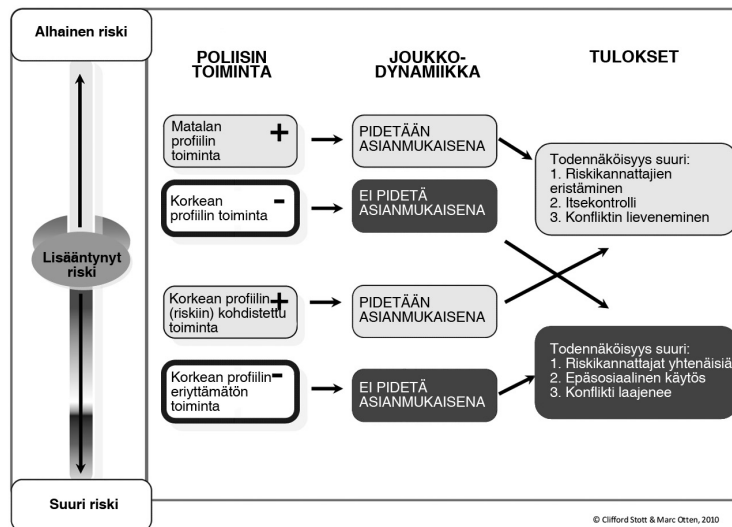 Alhainen riski
Lisääntynyt
riski
Suuri riski
POLIISIN
TOIMINTA
JOUKKO-
DYNAMIIKKA
TULOKSET
Matalan
profiilin
toiminta
+
PIDETÄÄN
ASIANMUKAISENA
Korkean
profiilin toiminta
-
EI PIDETÄ
ASIANMUKAISENA
Todennäköisyys suuri:
1. Riskikannattajien
eristäminen
2. Itsekontrolli
3. Konfliktin lieveneminen
Korkean profiilin
(riskiin) kohdistettu
toiminta
+
PIDETÄÄN
ASIANMUKAISENA
Korkean profiilin
eriyttämätön
toiminta
-
EI PIDETÄ
ASIANMUKAISENA
Todennäköisyys suuri:
1. Riskikannattajat yhtenäisiä
2. Epäsosiaalinen käytös
3. Konflikti laajenee
© Clifford Stott & Marc Otten, 2010